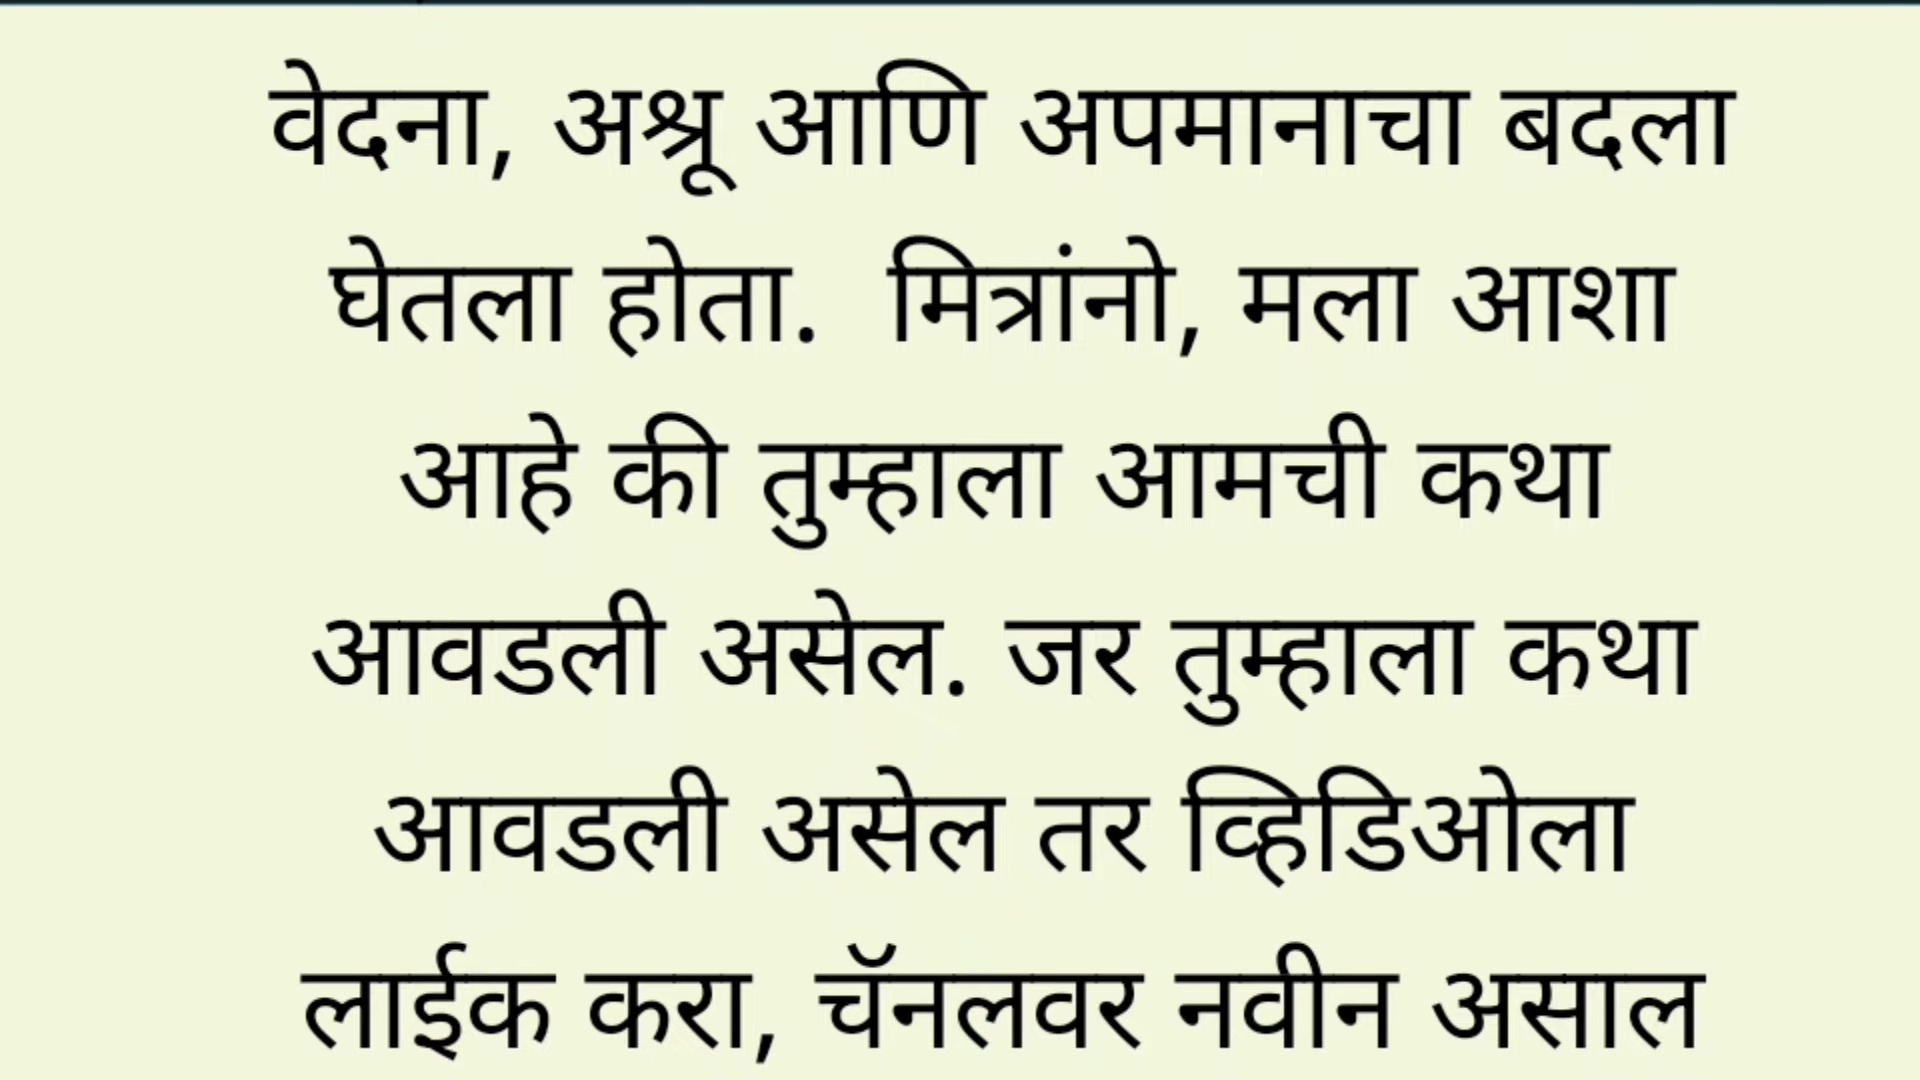 वेदना, अश्रू आणि अपमानाचा बदला
घेतला होता.  मित्रांनो, मला आशा
आहे की तुम्हाला आमची कथा
आवडली असेल. जर तुम्हाला कथा
आवडली असेल तर व्हिडिओला
लाईक करा, चॅनलवर नवीन असाल